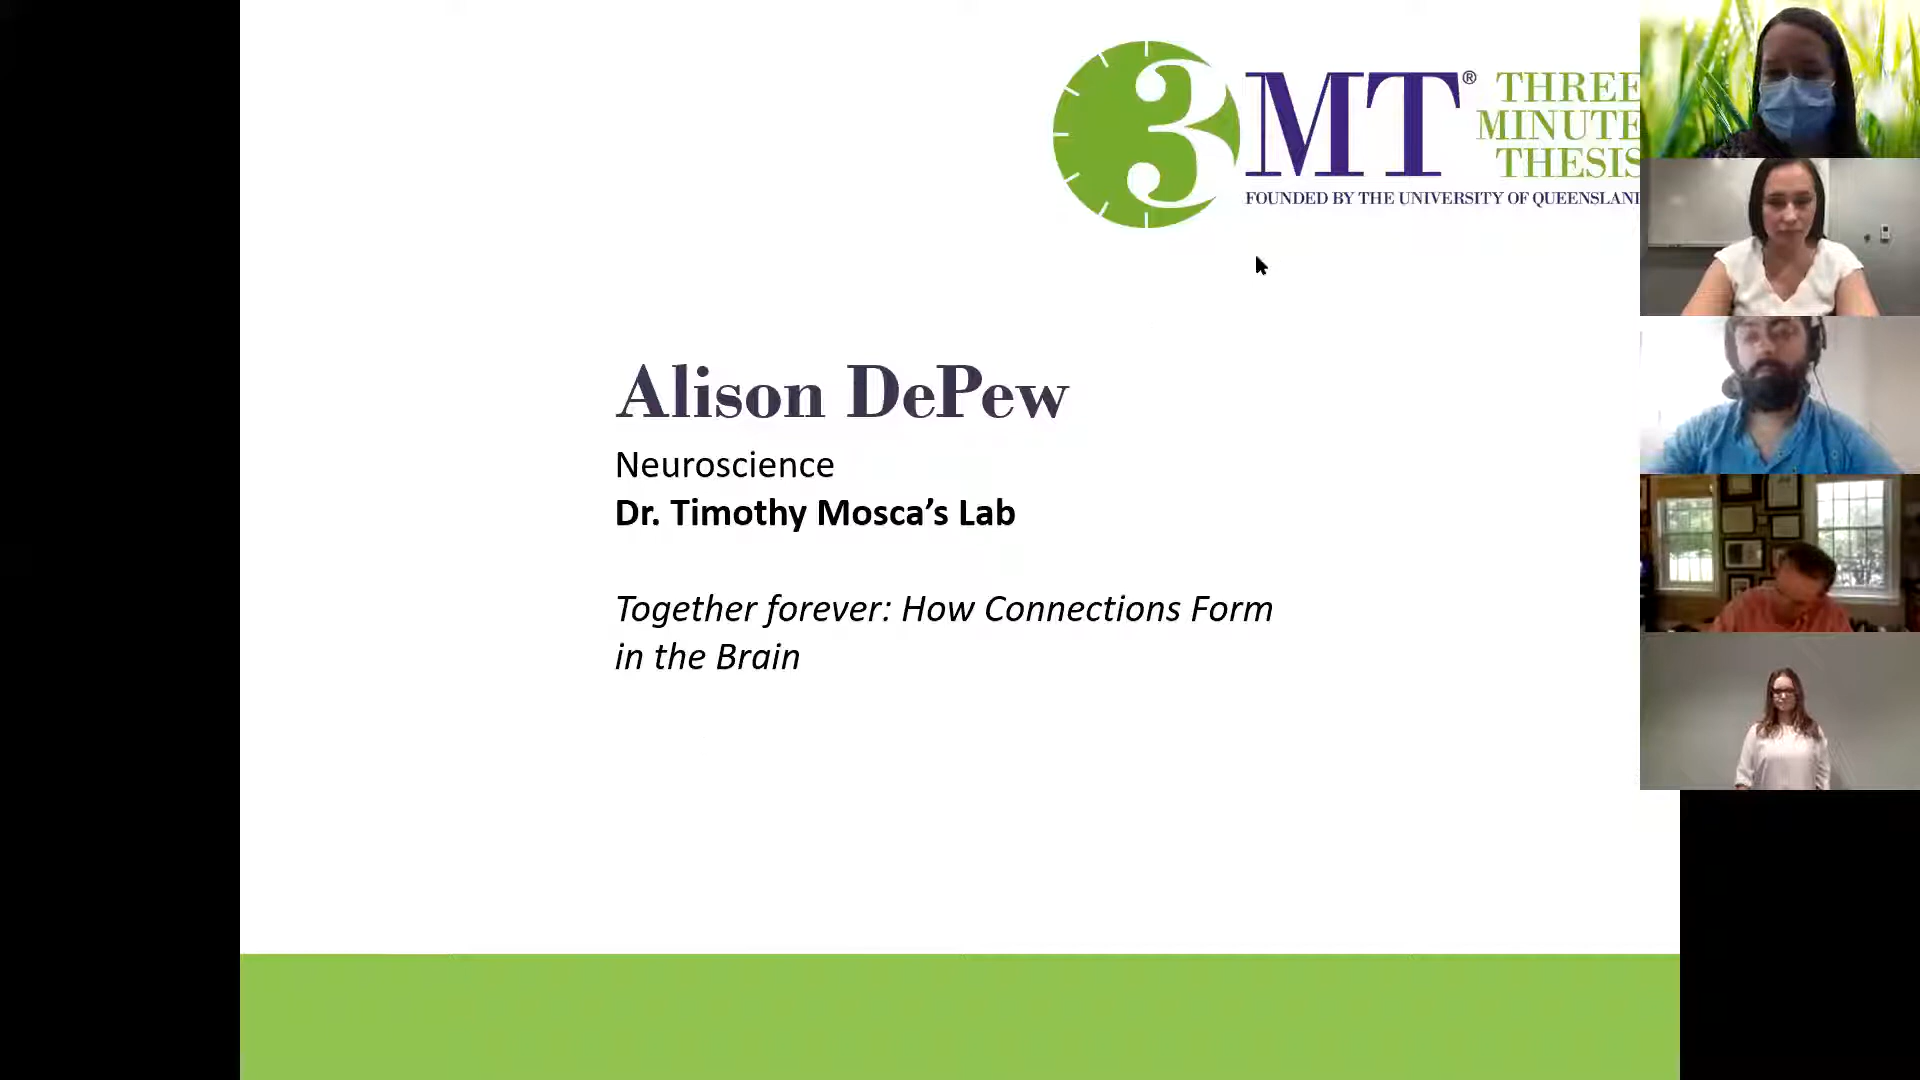 3MT® THREE
MINUTE
THESIS
FOUNDED BY THE UNIVERSITY OF QUEENSLAND
Alison DePew
Neuroscience
Dr. Timothy Mosca’s Lab
Together forever: How Connections Form
in the Brain